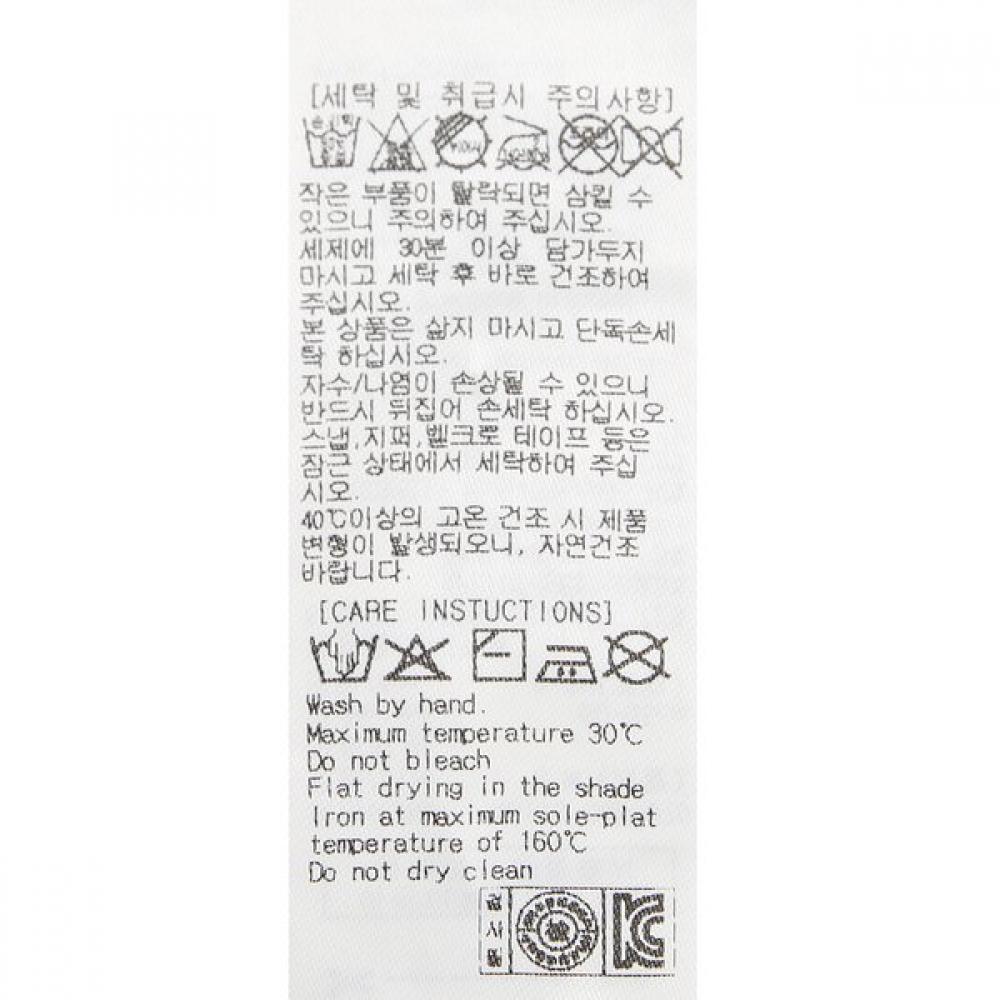 [세탁 및 취급시 주의사항]
작은 부품이 탈락되면 삼킬 수
있으니 주의하여 주십시오.
세제에 30분 이상 담가두지
마시고 세탁 후 바로 건조하여
주십시오.
본 상품은 삶지 마시고 단독손세
탁 하십시오.
자수/나염이 손상될 수 있으니
반드시 뒤집어 손세탁 하십시오.
스냅,지퍼,벨크로 테이프 등은
잠근 상태에서 세탁하여 주십
시오.
40℃이상의 고온 건조 시 제품
변형이 발생되오니, 자연건조
바랍니다.
[CARE INSTUCTIONS]
Wash by hand.
Maximum temperature 30℃
Do not bleach
Flat drying in the shade
Iron at maximum sole-plat
temperature of 160℃
Do not dry clean
검
사
필
KC